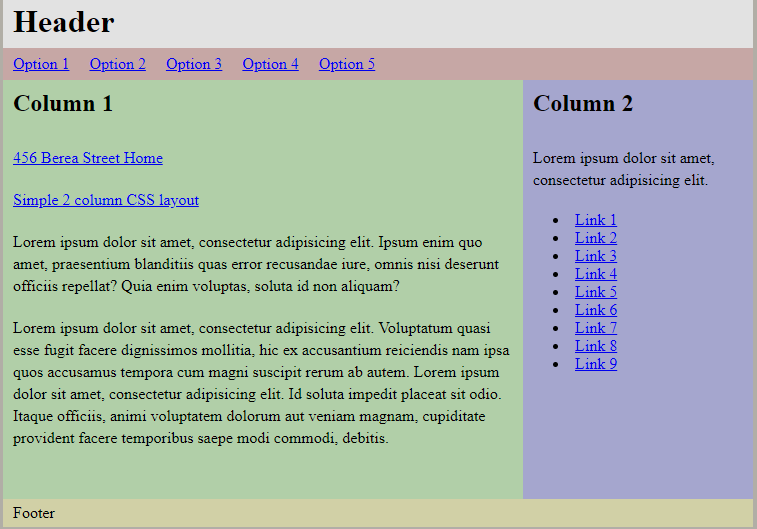 Header
Option 1 Option 2 Option 3 Option 4 Option 5
Column 1
456 Berea Street Home
Simple 2 column CSS layout
Lorem ipsum dolor sit amet, consectetur adipisicing elit. Ipsum enim quo
amet, praesentium blanditiis quas error recusandae iure, omnis nisi deserunt
officiis repellat? Quia enim voluptas, soluta id non aliquam?
Lorem ipsum dolor sit amet, consectetur adipisicing elit. Voluptatum quasi
esse fugit facere dignissimos mollitia, hic ex accusantium reiciendis nam ipsa
quos accusamus tempora cum magni suscipit rerum ab autem. Lorem ipsum
dolor sit amet, consectetur adipisicing elit. Id soluta impedit placeat sit odio.
Itaque officiis, animi voluptatem dolorum aut veniam magnam, cupiditate
provident facere temporibus saepe modi commodi, debitis.
Column 2
Lorem ipsum dolor sit amet,
consectetur adipisicing elit.
Link 1
Link 2
Link 3
Link 4
Link 5
Link 6
Link 7
Link 8
Link 9
Footer